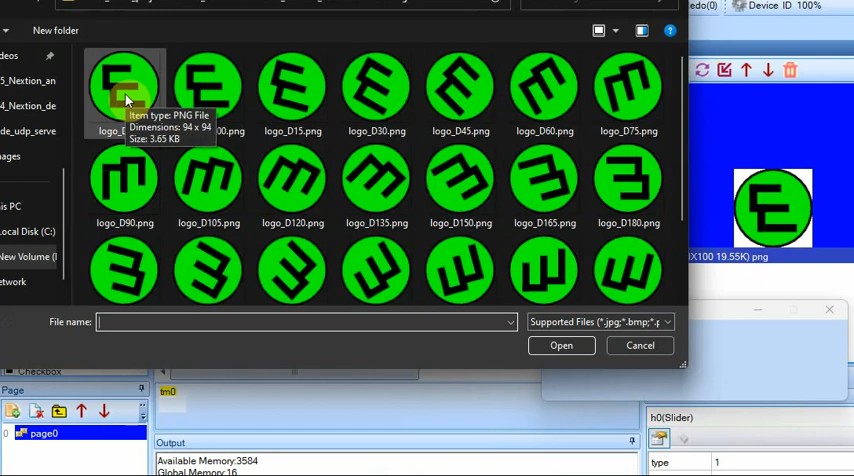 edo(0) Device ID 100%
New folder
deos
5_Nextion_an
4_Nextion_de
de_udp_serve
ages
is PC
Local Disk (C:)
New Volume (
etwork
logo_D
00.png
logo_D15.png
logo_D30.png
logo_D45.png
logo_D60.png
logo_D75.png
Item type: PNG File
Dimensions: 94 x 94
Size: 3.65 KB
logo_D90.png
logo_D105.png
logo_D120.png
logo_D135.png
logo_D150.png
logo_D165.png
logo_D180.png
0X100 19.55K) png
File name:
Supported Files (*.jpg;*.bmp;*.p
Open
Cancel
Checkbox
Page
tm0
0 page0
Output
Available Memory:3584
Global Memory:16
h0(Slider)
type 1